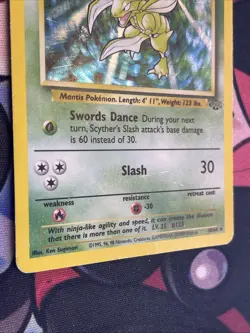 Mantis Pokémon. Length: 4' 11", Weight: 123 lbs.
Swords Dance During your next
turn, Scyther's Slash attack's base damage
is 60 instead of 30.
Slash 30
weakness resistance retreat cost
-30
With ninja-like agility and speed, it can create the illusion
that there is more than one of it. LV. 25 #123
Illus. Ken Sugimori ©1995, 96, 98 Nintendo, Creatures, GAMEFREAK.